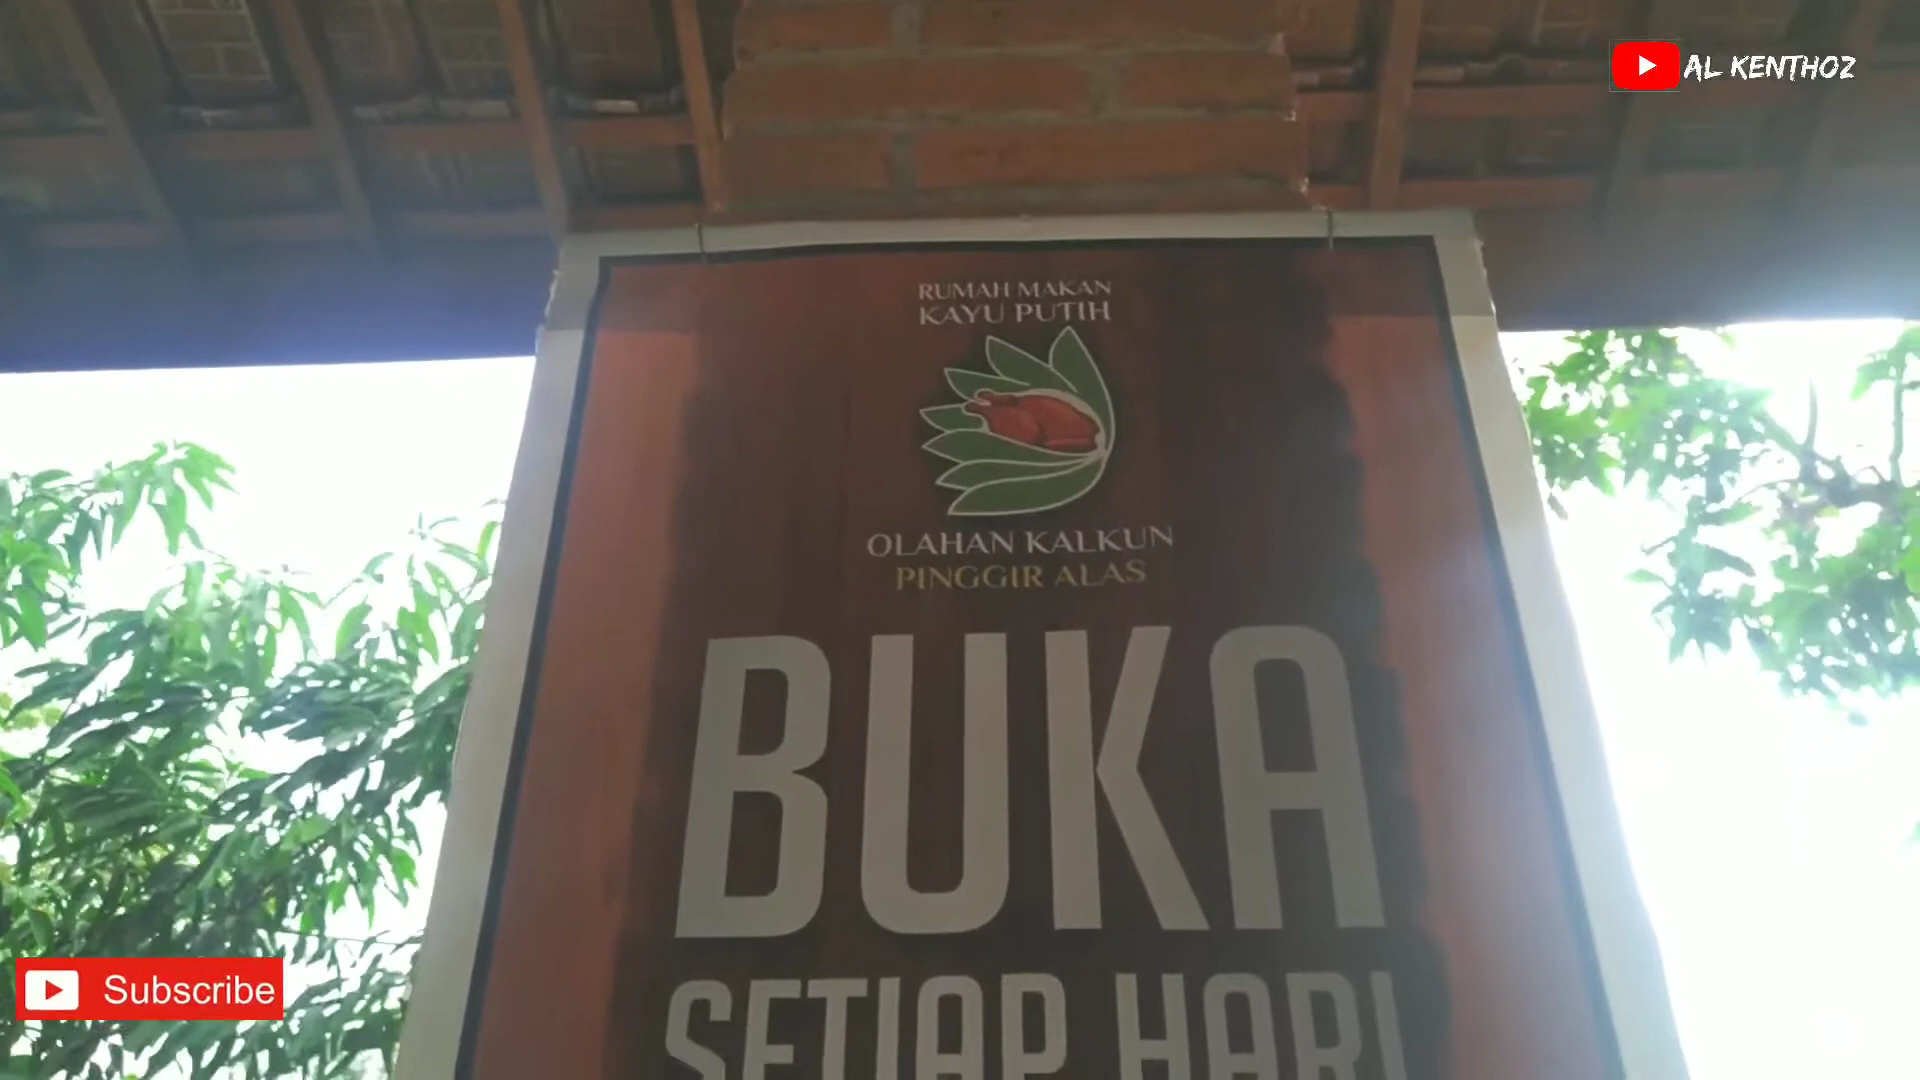 AL KENTHOZ
RUMAH MAKAN
KAYU PUTIH
OLAHAN KALKUN
PINGGIR ALAS
BUKA
SETIAP HARI
Subscribe